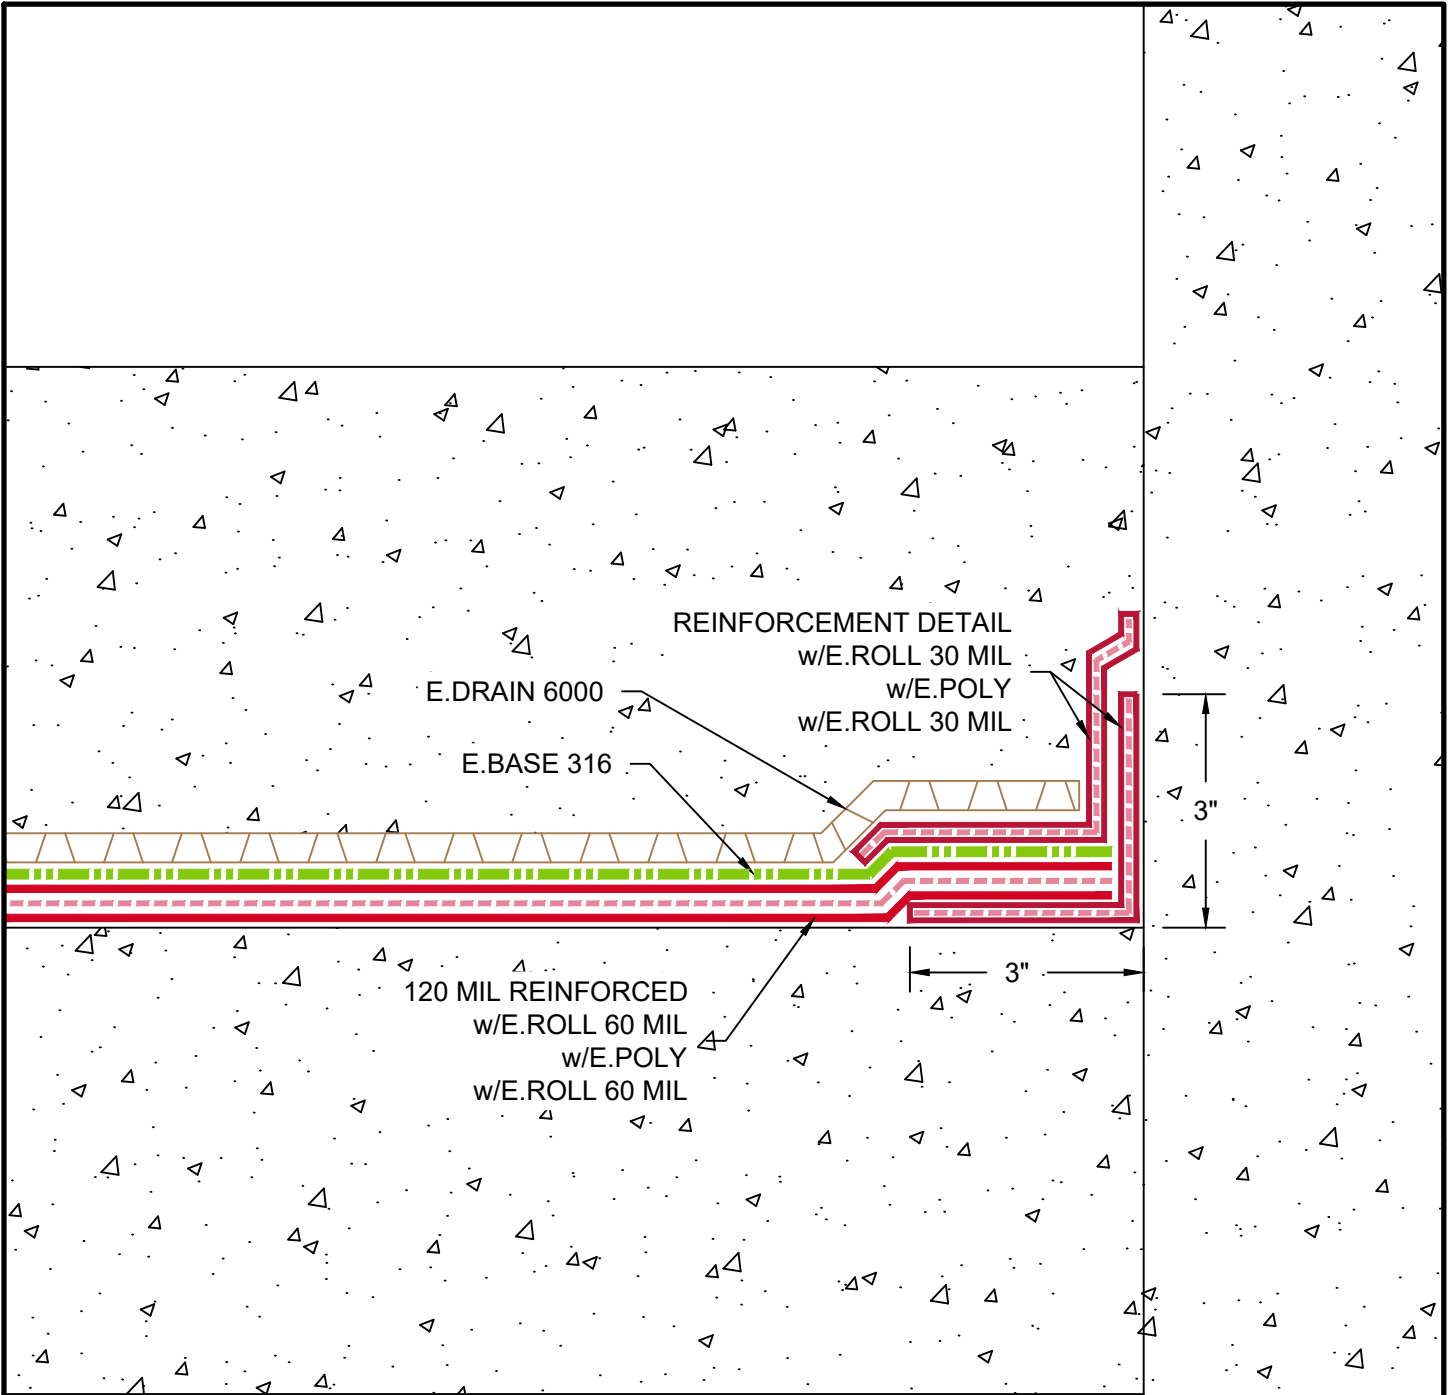 REINFORCEMENT DETAIL
w/E.ROLL 30 MIL
w/E.POLY
w/E.ROLL 30 MIL
E.DRAIN 6000
E.BASE 316
3"
3"
120 MIL REINFORCED
w/E.ROLL 60 MIL
w/E.POLY
w/E.ROLL 60 MIL